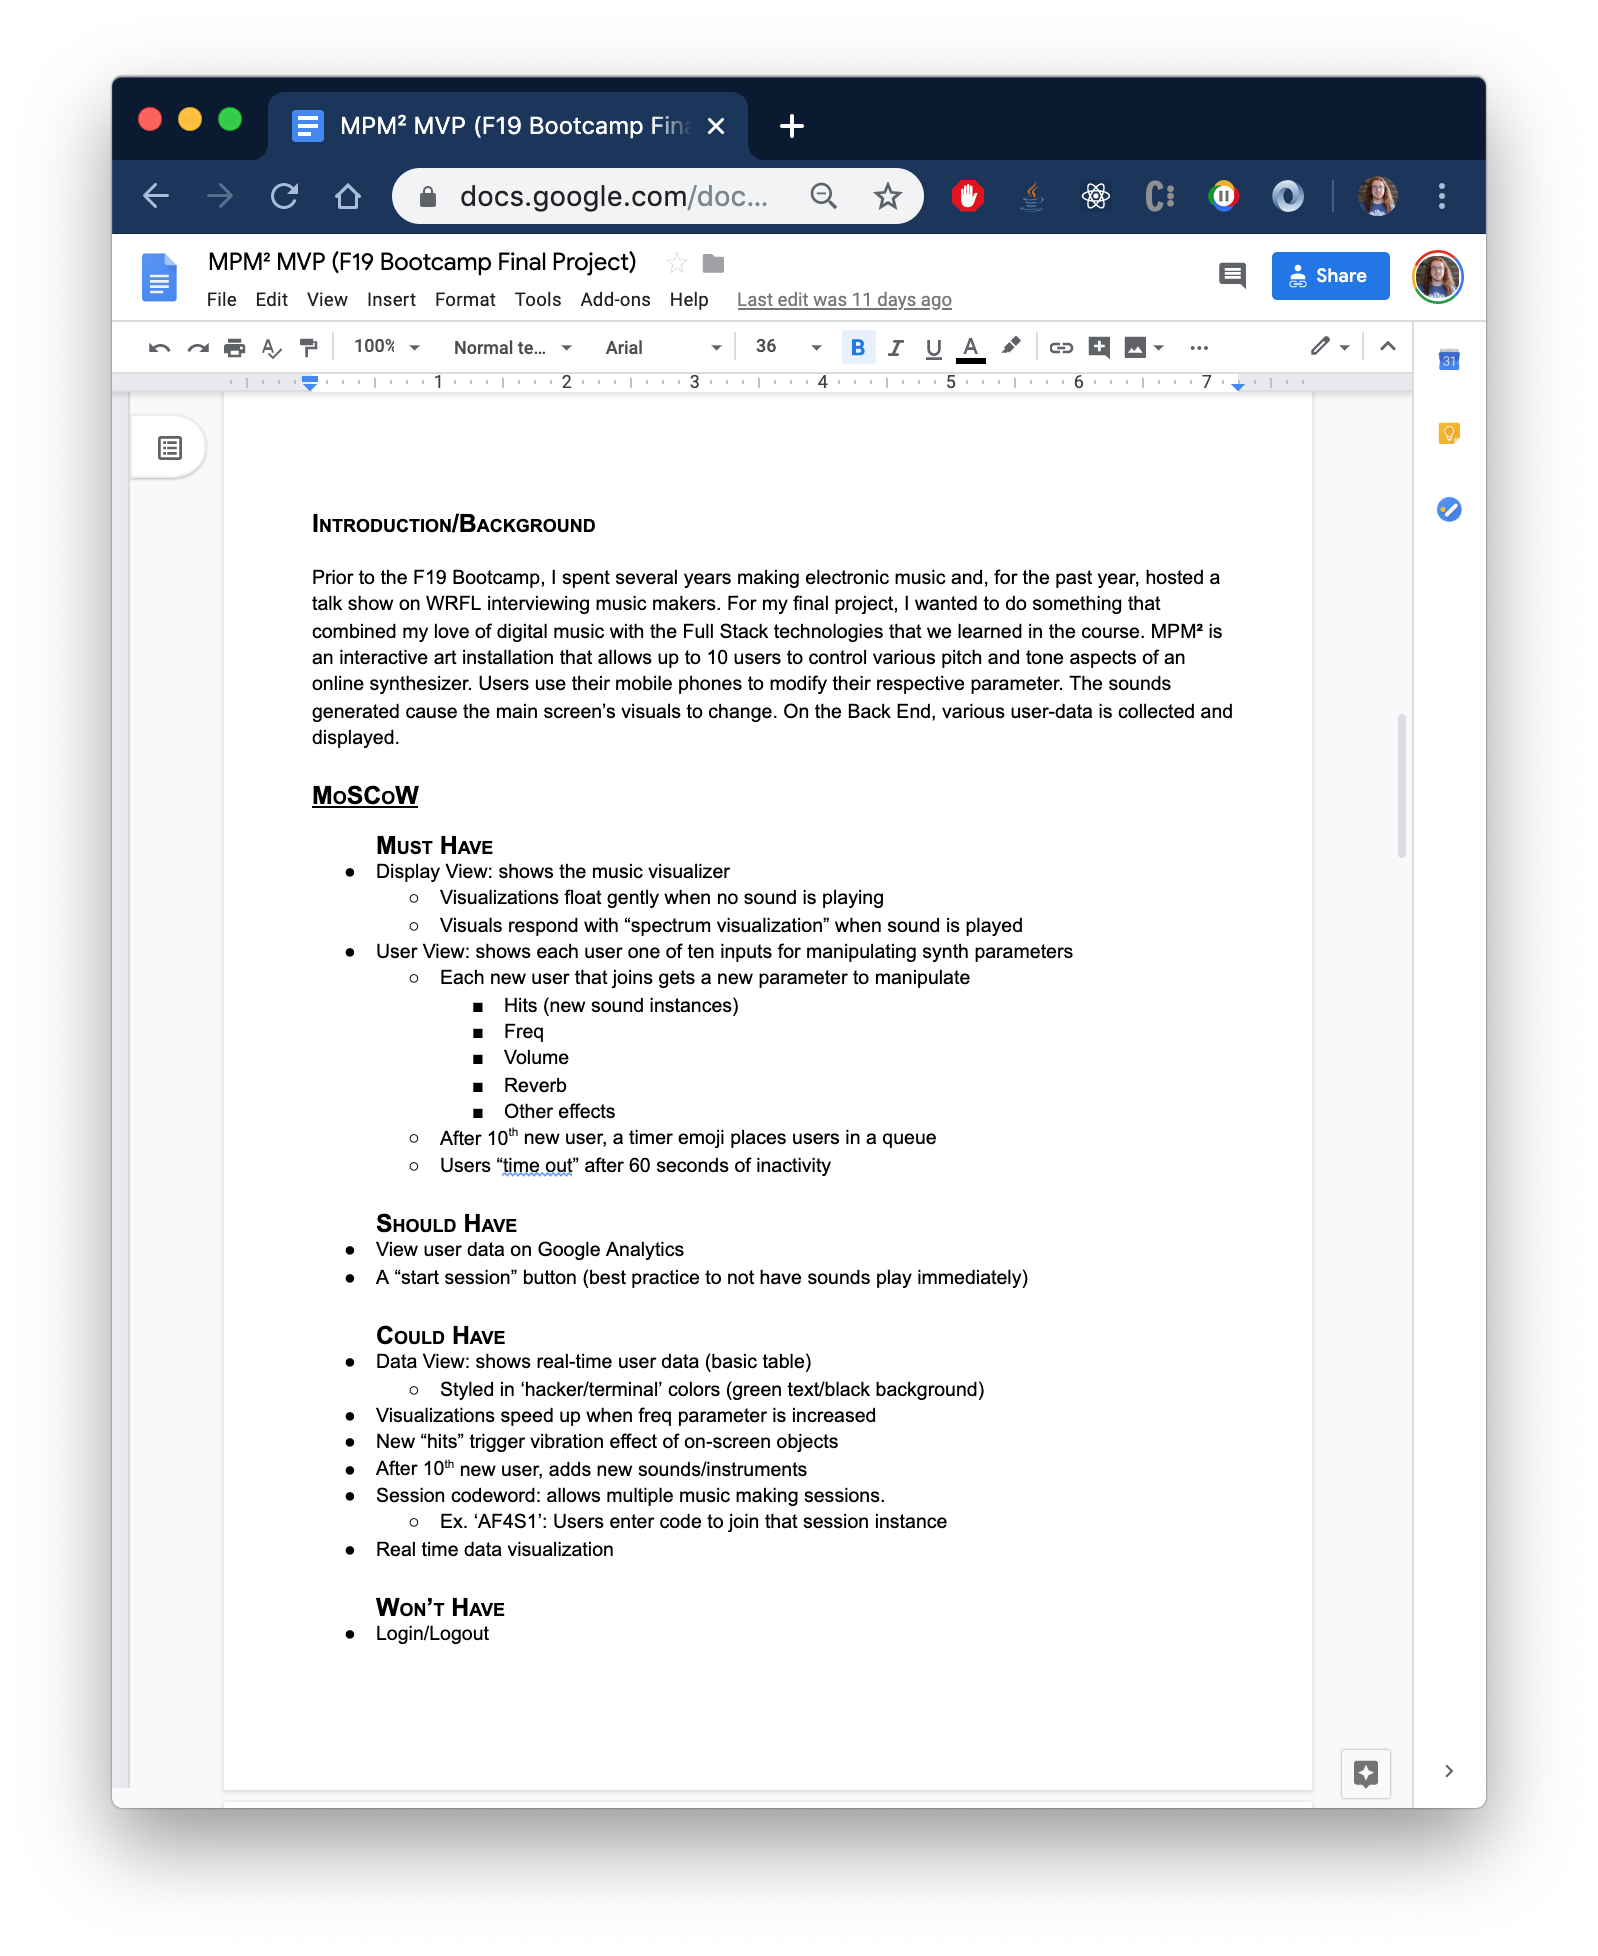 MPM² MVP (F19 Bootcamp Fin
docs.google.com/doc...
MPM² MVP (F19 Bootcamp Final Project)
File Edit View Insert Format Tools Add-ons Help Last edit was 11 days ago
Share
100% Normal te... Arial 36 B I U A
31
1 2 3 4 5 6 7
INTRODUCTION/BACKGROUND
Prior to the F19 Bootcamp, I spent several years making electronic music and, for the past year, hosted a
talk show on WRFL interviewing music makers. For my final project, I wanted to do something that
combined my love of digital music with the Full Stack technologies that we learned in the course. MPM² is
an interactive art installation that allows up to 10 users to control various pitch and tone aspects of an
online synthesizer. Users use their mobile phones to modify their respective parameter. The sounds
generated cause the main screen’s visuals to change. On the Back End, various user-data is collected and
displayed.
MoSCoW
MUST HAVE
● Display View: shows the music visualizer
○ Visualizations float gently when no sound is playing
○ Visuals respond with “spectrum visualization” when sound is played
● User View: shows each user one of ten inputs for manipulating synth parameters
○ Each new user that joins gets a new parameter to manipulate
■ Hits (new sound instances)
■ Freq
■ Volume
■ Reverb
■ Other effects
○ After 10th new user, a timer emoji places users in a queue
○ Users “time out” after 60 seconds of inactivity
SHOULD HAVE
● View user data on Google Analytics
● A “start session” button (best practice to not have sounds play immediately)
COULD HAVE
● Data View: shows real-time user data (basic table)
○ Styled in ‘hacker/terminal’ colors (green text/black background)
● Visualizations speed up when freq parameter is increased
● New “hits” trigger vibration effect of on-screen objects
● After 10th new user, adds new sounds/instruments
● Session codeword: allows multiple music making sessions.
○ Ex. ‘AF4S1’: Users enter code to join that session instance
● Real time data visualization
WON’T HAVE
● Login/Logout